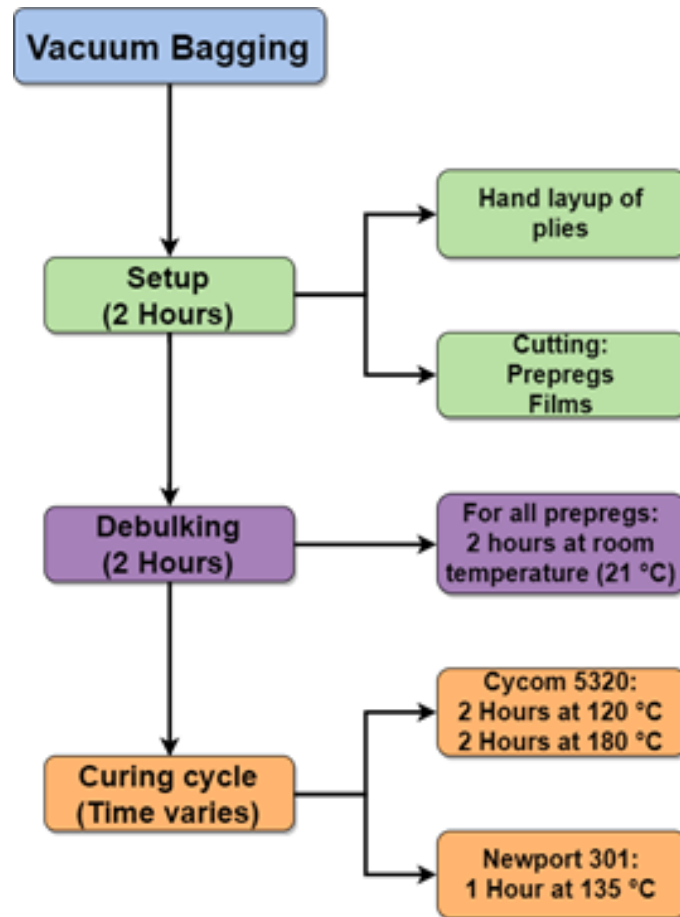 Vacuum Bagging
Setup
(2 Hours)
Hand layup of
plies
Cutting:
Prepregs
Films
Debulking
(2 Hours)
For all prepregs:
2 hours at room
temperature (21 °C)
Curing cycle
(Time varies)
Cycom 5320:
2 Hours at 120 °C
2 Hours at 180 °C
Newport 301:
1 Hour at 135 °C